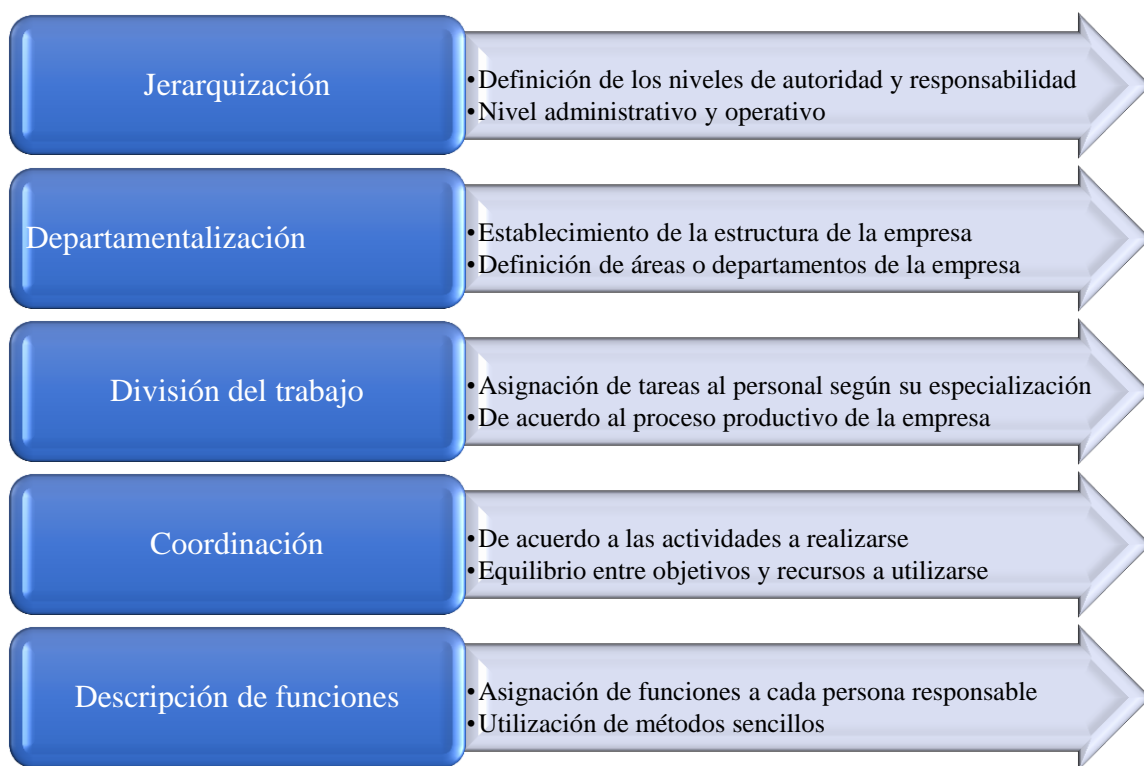 Jerarquización
•Definición de los niveles de autoridad y responsabilidad
•Nivel administrativo y operativo
Departamentalización
•Establecimiento de la estructura de la empresa
•Definición de áreas o departamentos de la empresa
División del trabajo
•Asignación de tareas al personal según su especialización
•De acuerdo al proceso productivo de la empresa
Coordinación
•De acuerdo a las actividades a realizarse
•Equilibrio entre objetivos y recursos a utilizarse
Descripción de funciones
•Asignación de funciones a cada persona responsable
•Utilización de métodos sencillos